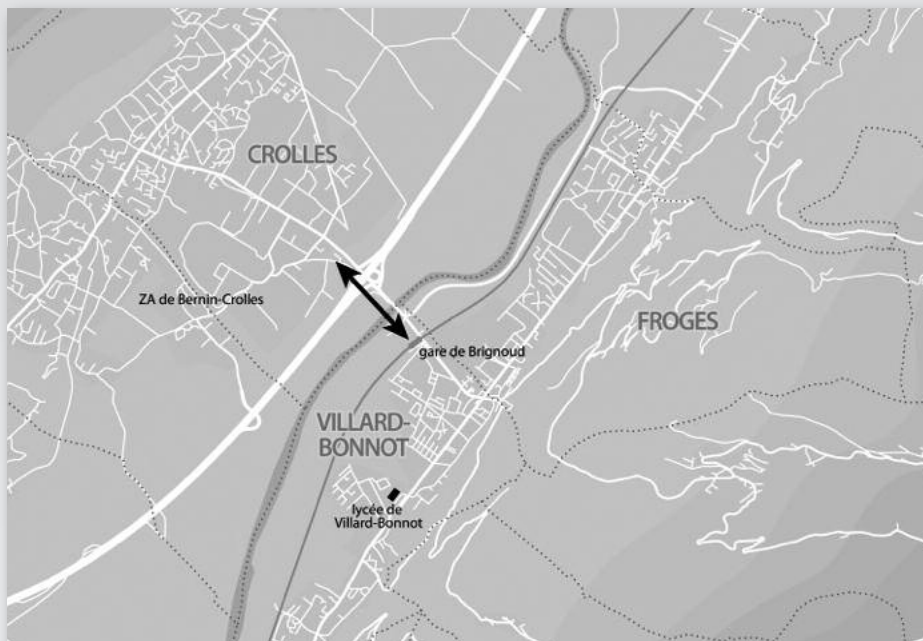 CROLLES
ZA de Bernin-Crolles
FROGES
gare de Brignoud
VILLARD-
BONNOT
lycée de
Villard-Bonnot